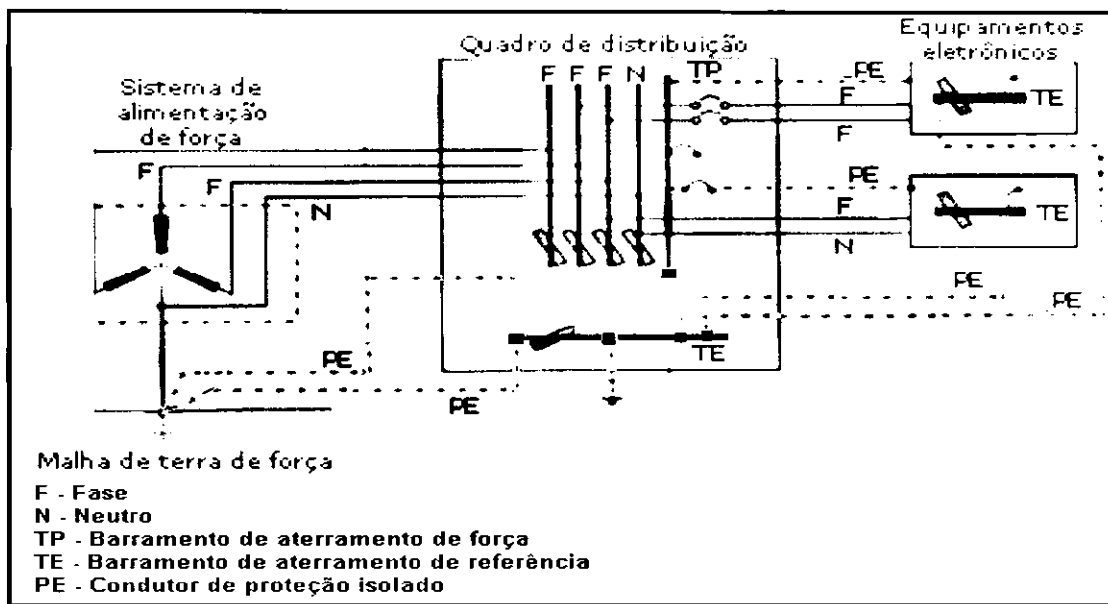 Equipamentos
eletrônicos
Quadro de distribuição
F F F N TP
Sistema de
alimentação
de força
PE
TE
F
F
F
F
N
PE
TE
F
N
PE
PE
TE
PE
PE
Malha de terra de força
F - Fase
N - Neutro
TP - Barramento de aterramento de força
TE - Barramento de aterramento de referência
PE - Condutor de proteção isolado